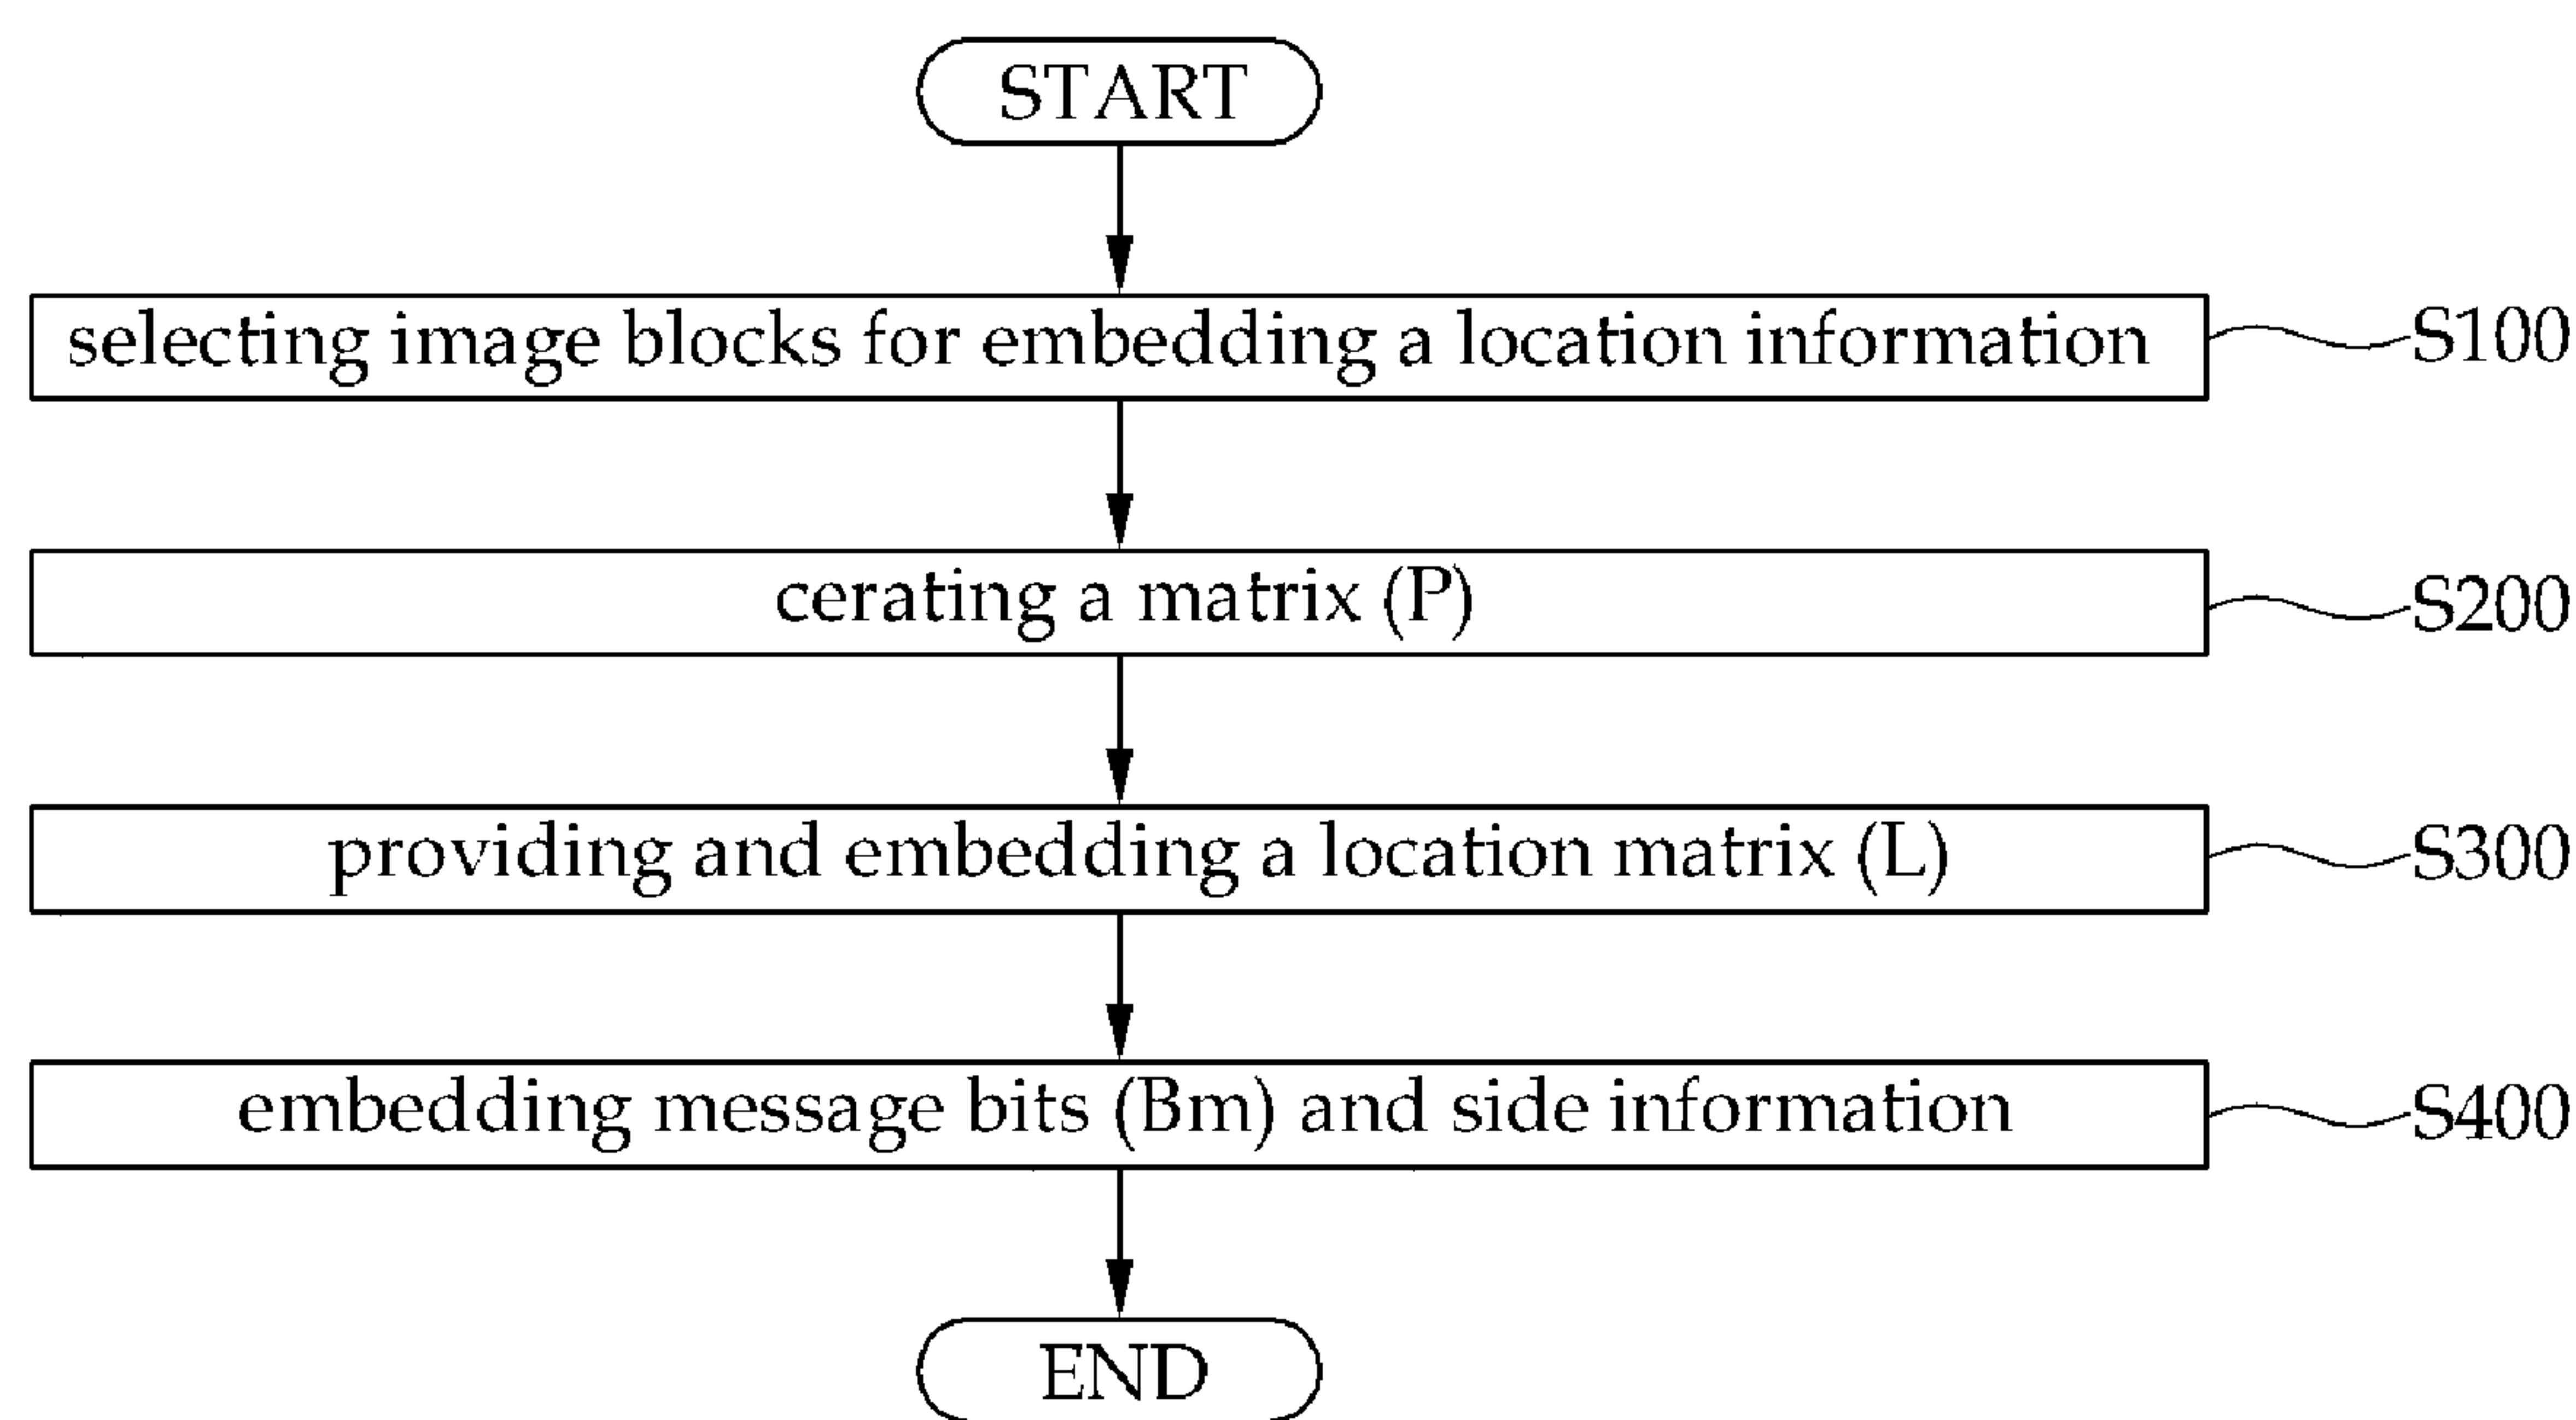 START
selecting image blocks for embedding a location information S100
cerating a matrix (P) S200
providing and embedding a location matrix (L) S300
embedding message bits (Bm) and side information S400
END